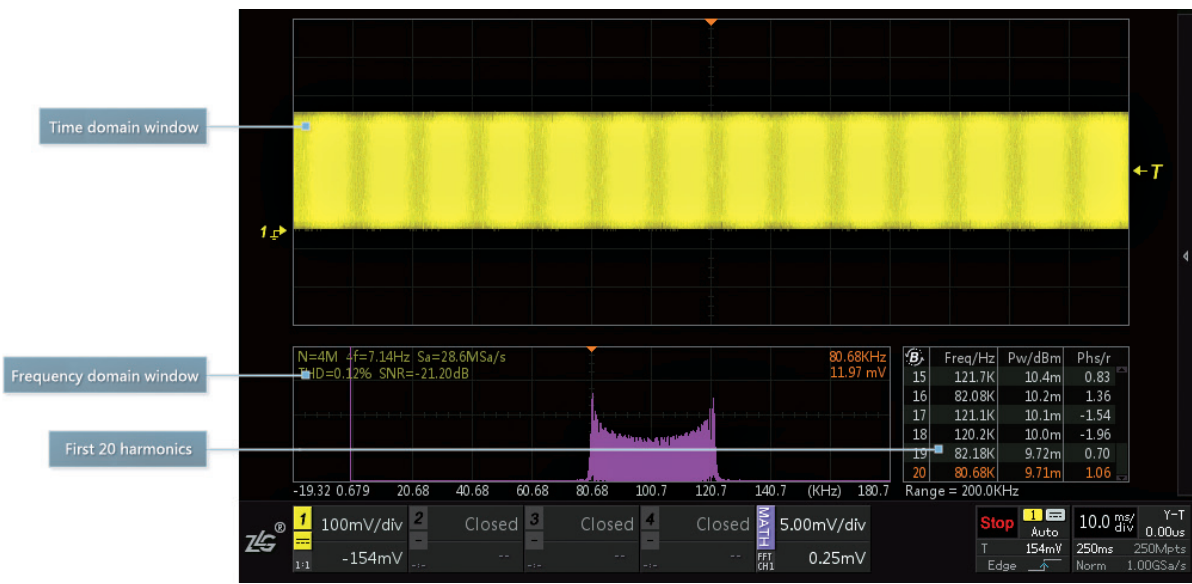 Time domain window
T
1
N=4M ⊿f=7.14Hz Sa=28.6MSa/s
THD=0.12% SNR=-21.20dB
80.68KHz
11.97 mV
Frequency domain window
First 20 harmonics
B Freq/Hz Pw/dBm Phs/r
15 121.7K 10.4m 0.83
16 82.08K 10.2m 1.36
17 121.1K 10.1m -1.54
18 120.2K 10.0m -1.96
19 82.18K 9.72m 0.70
20 80.68K 9.71m 1.06
-19.32 0.679 20.68 40.68 60.68 80.68 100.7 120.7 140.7 (KHz) 180.7
Range = 200.0KHz
ZLG®
1 100mV/div
1:1 -154mV
2 Closed
- --
-:-
3 Closed
- --
-:-
4 Closed
- --
-:-
MATH 5.00mV/div
FFT CH1 0.25mV
Stop 1 Auto
T 154mV
Edge
10.0 ms/div Y-T 0.00us
250ms 250Mpts
Norm 1.00GSa/s